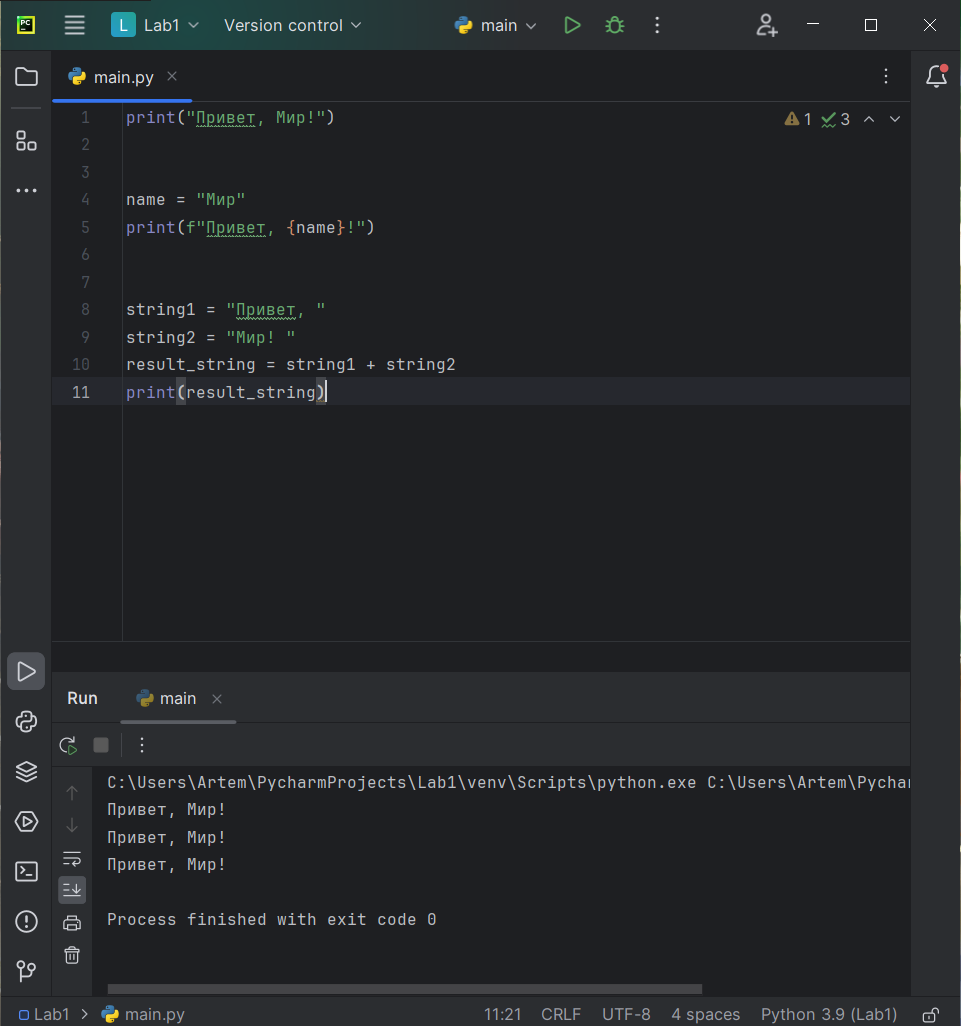 PC
L Lab1 Version control main
main.py
1 print("Привет, Мир!") 1 3
2
3
4 name = "Мир"
5 print(f"Привет, {name}!")
6
7
8 string1 = "Привет, "
9 string2 = "Мир! "
10 result_string = string1 + string2
11 print(result_string)
Run main
C:\Users\Artem\PycharmProjects\Lab1\venv\Scripts\python.exe C:\Users\Artem\Pychar
Привет, Мир!
Привет, Мир!
Привет, Мир!
Process finished with exit code 0
Lab1 > main.py 11:21 CRLF UTF-8 4 spaces Python 3.9 (Lab1)